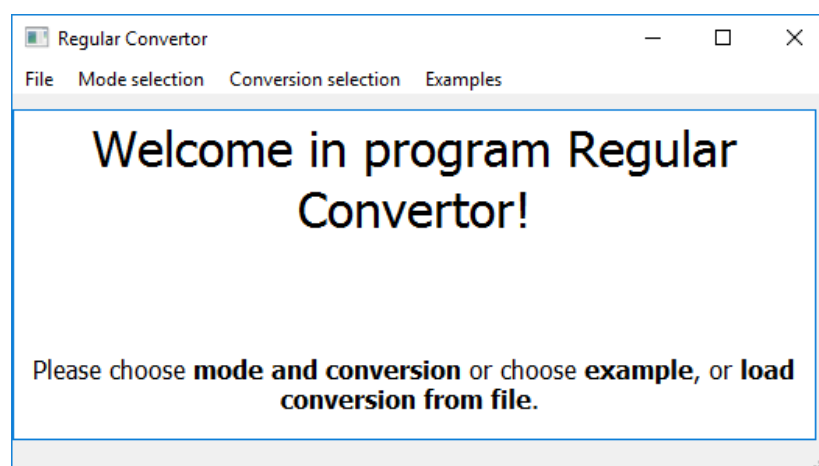 Regular Convertor
File Mode selection Conversion selection Examples
Welcome in program Regular
Convertor!
Please choose mode and conversion or choose example, or load
conversion from file.